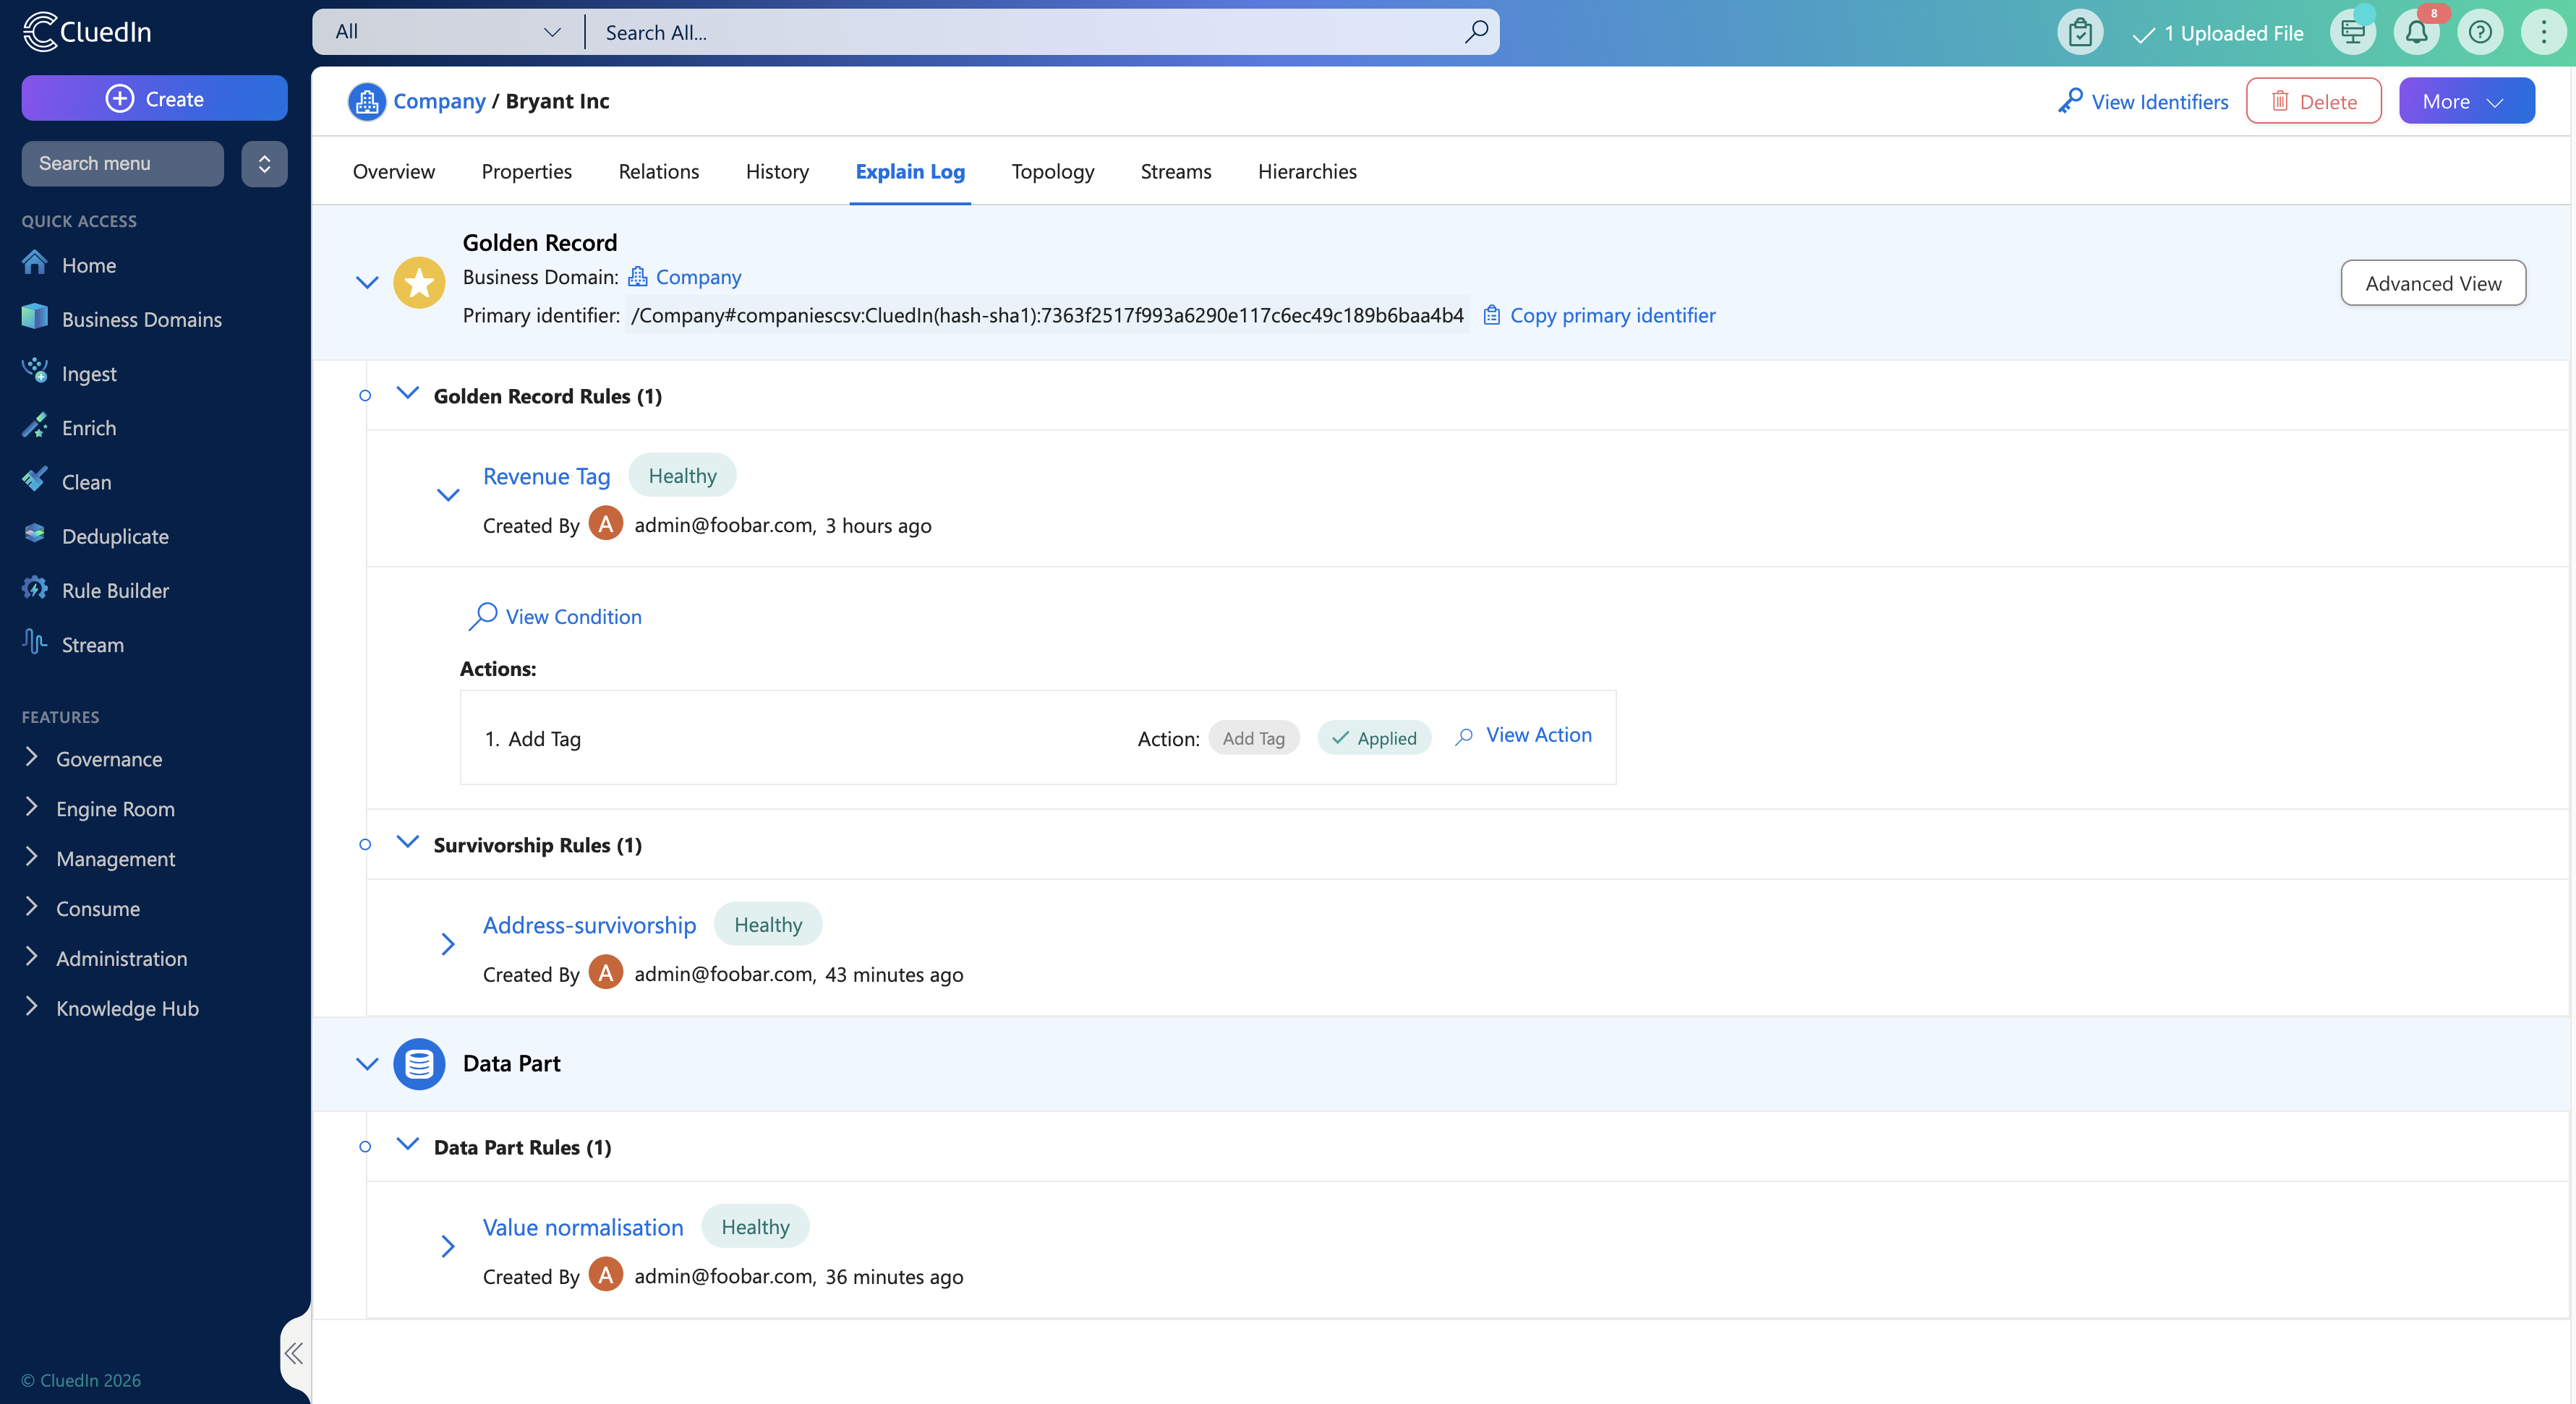 CluedIn
All
Search All...
1 Uploaded File
8
Create
Search menu
QUICK ACCESS
Home
Business Domains
Ingest
Enrich
Clean
Deduplicate
Rule Builder
Stream
FEATURES
Governance
Engine Room
Management
Consume
Administration
Knowledge Hub
© CluedIn 2026
Company / Bryant Inc
View Identifiers
Delete
More
Overview
Properties
Relations
History
Explain Log
Topology
Streams
Hierarchies
Golden Record
Business Domain: Company
Primary identifier: /Company#companiescsv:CluedIn(hash-sha1):7363f2517f993a6290e117c6ec49c189b6baa4b4 Copy primary identifier
Advanced View
Golden Record Rules (1)
Revenue Tag Healthy
Created By A admin@foobar.com, 3 hours ago
View Condition
Actions:
1. Add Tag Action: Add Tag Applied View Action
Survivorship Rules (1)
Address-survivorship Healthy
Created By A admin@foobar.com, 43 minutes ago
Data Part
Data Part Rules (1)
Value normalisation Healthy
Created By A admin@foobar.com, 36 minutes ago